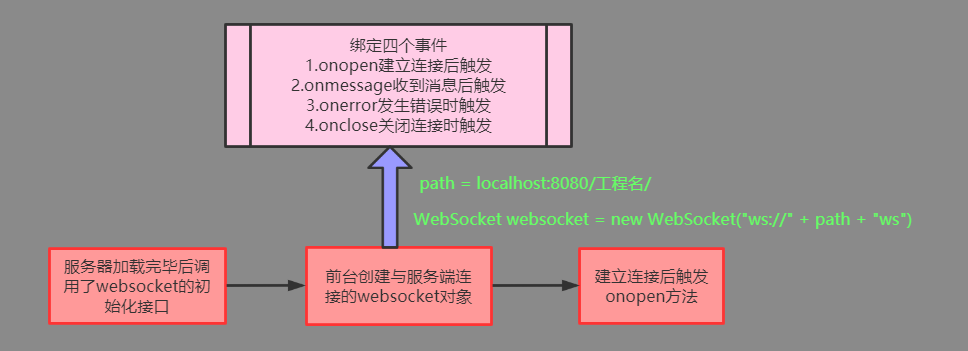 绑定四个事件
1.onopen建立连接后触发
2.onmessage收到消息后触发
3.onerror发生错误时触发
4.onclose关闭连接时触发
path = localhost:8080/工程名/
WebSocket websocket = new WebSocket("ws://" + path + "ws")
服务器加载完毕后调
用了websocket的初
始化接口
前台创建与服务端连
接的websocket对象
建立连接后触发
onopen方法